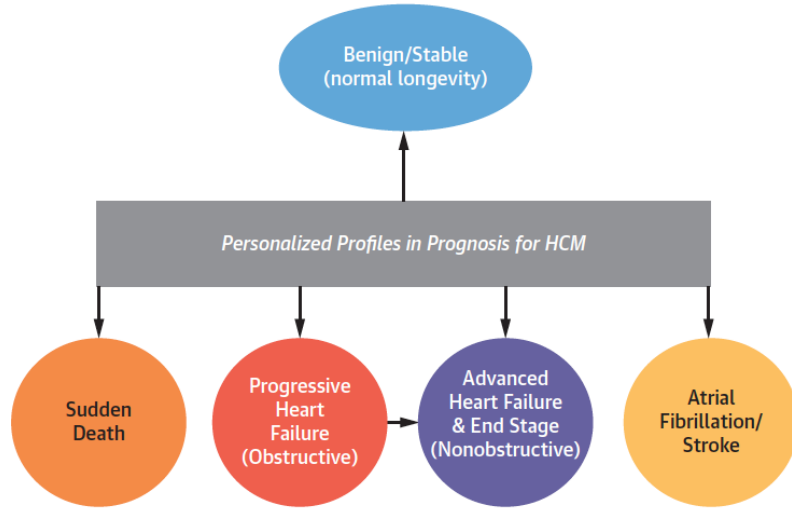 Benign/Stable
(normal longevity)
Personalized Profiles in Prognosis for HCM
Sudden
Death
Progressive
Heart
Failure
(Obstructive)
Advanced
Heart Failure
& End Stage
(Nonobstructive)
Atrial
Fibrillation/
Stroke